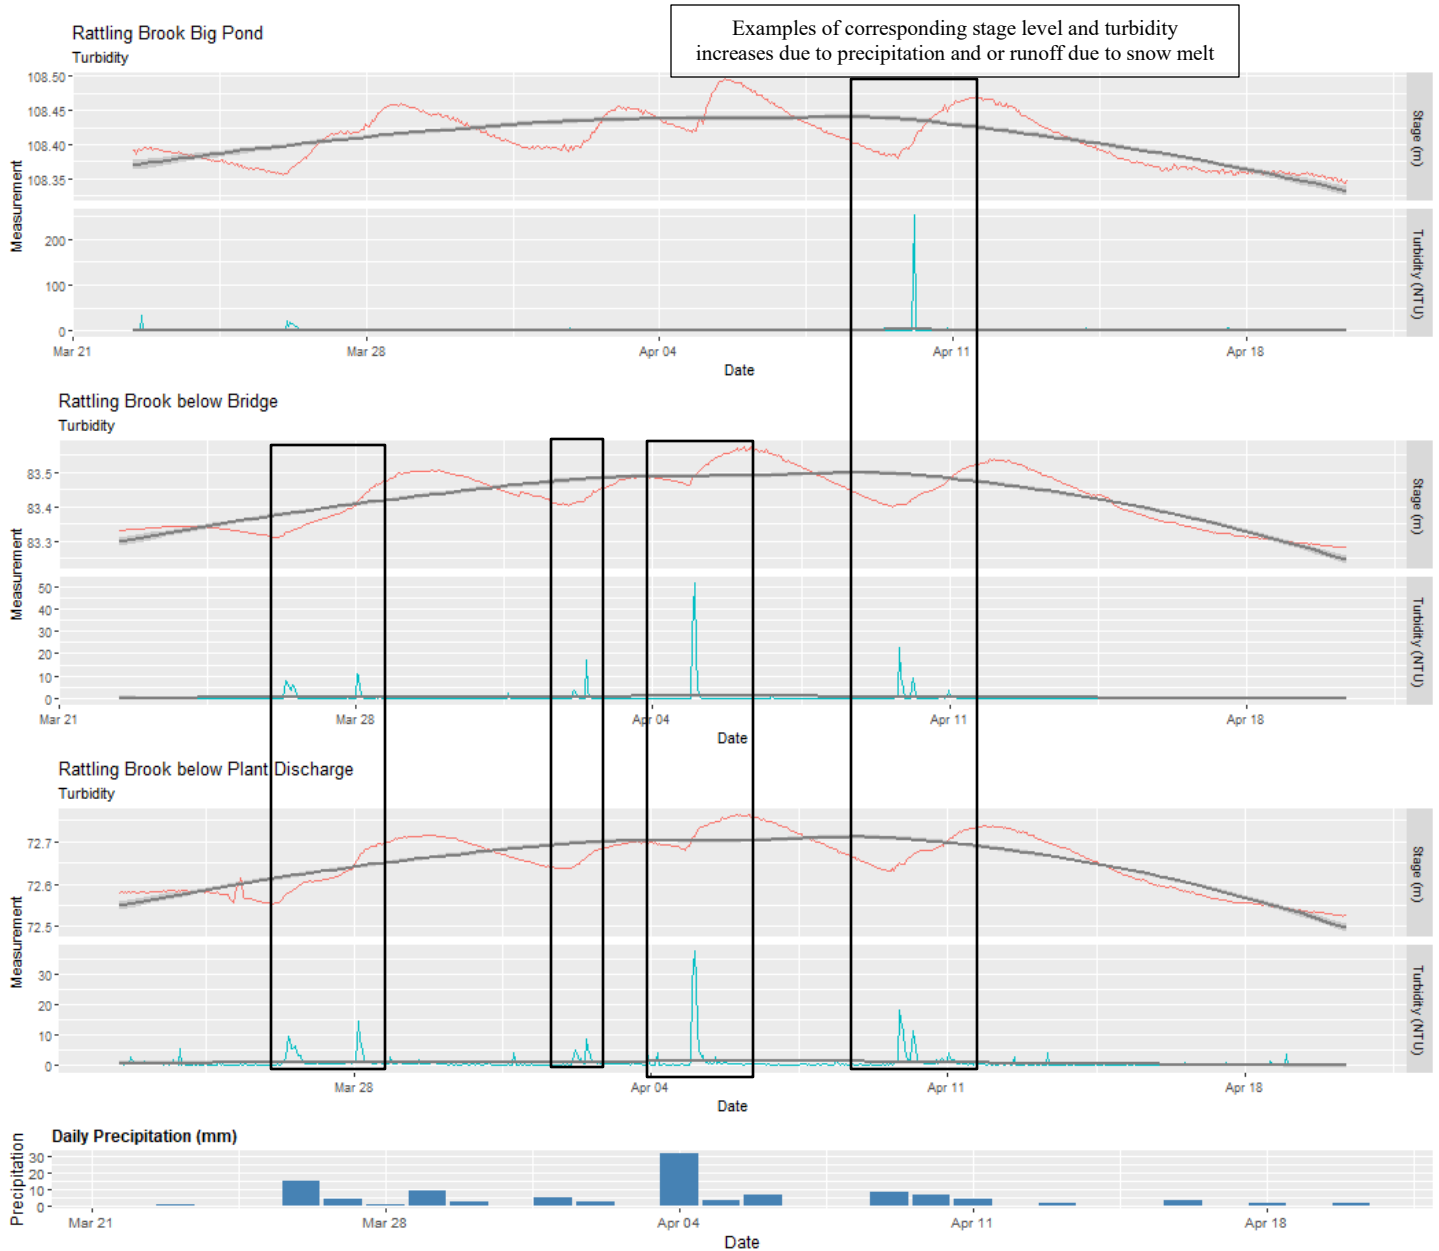 Examples of corresponding stage level and turbidity
increases due to precipitation and or runoff due to snow melt
Rattling Brook Big Pond
Turbidity
108.50
108.45
108.40
108.35
Stage (m)
Measurement
200
100
0
Turbidity (NTU)
Mar 21 Mar 28 Apr 04 Apr 11 Apr 18
Date
Rattling Brook below Bridge
Turbidity
83.5
83.4
83.3
Stage (m)
Measurement
50
40
30
20
10
0
Turbidity (NTU)
Mar 21 Mar 28 Apr 04 Apr 11 Apr 18
Date
Rattling Brook below Plant Discharge
Turbidity
72.7
72.6
72.5
Stage (m)
Measurement
30
20
10
0
Turbidity (NTU)
Mar 28 Apr 04 Apr 11 Apr 18
Date
Daily Precipitation (mm)
Precipitation
30
20
10
0
Mar 21 Mar 28 Apr 04 Apr 11 Apr 18
Date